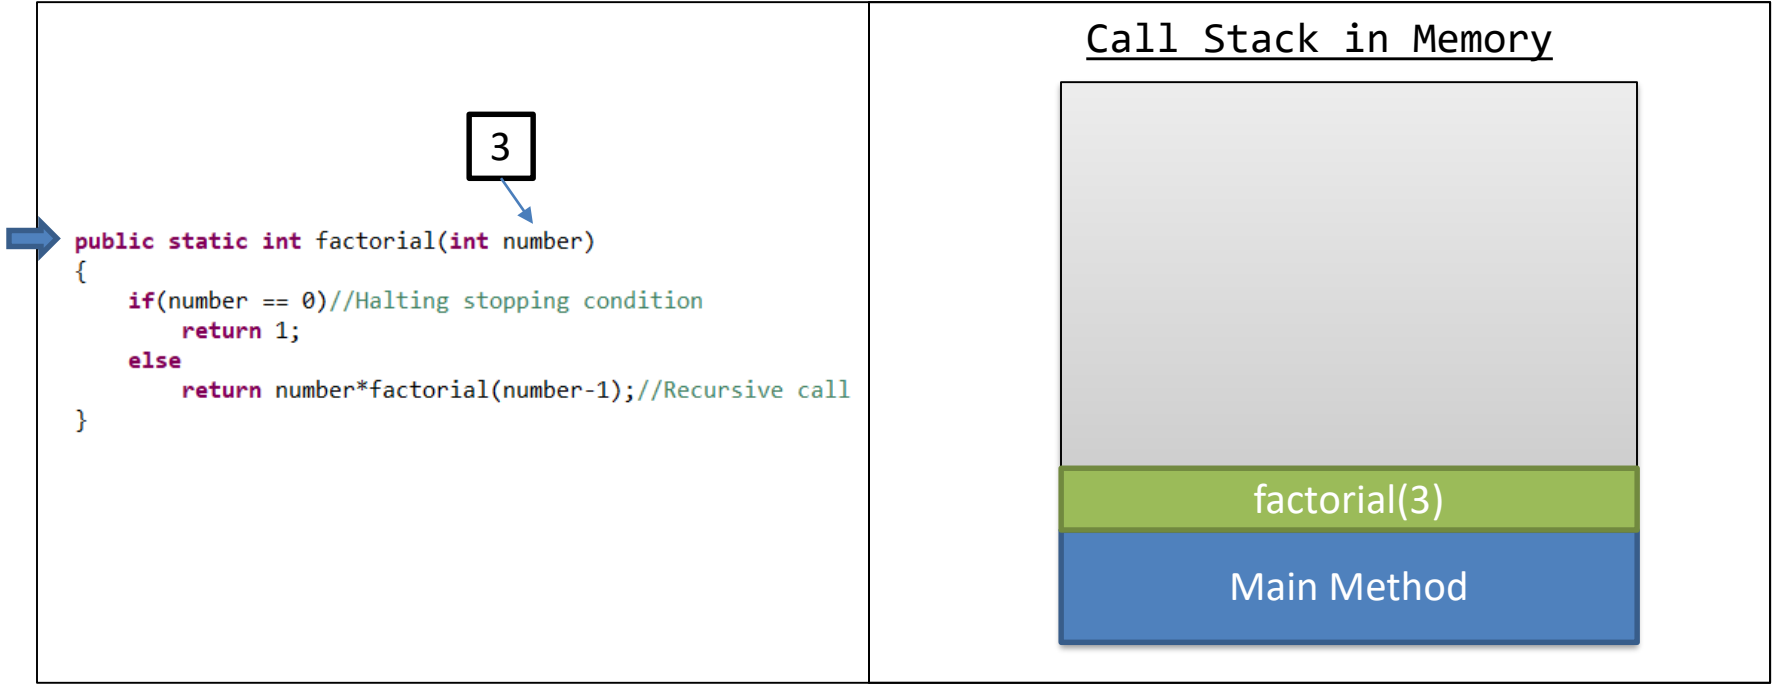 3
public static int factorial(int number)
{
if(number == 0)//Halting stopping condition
return 1;
else
return number*factorial(number-1);//Recursive call
}
Call Stack in Memory
factorial(3)
Main Method